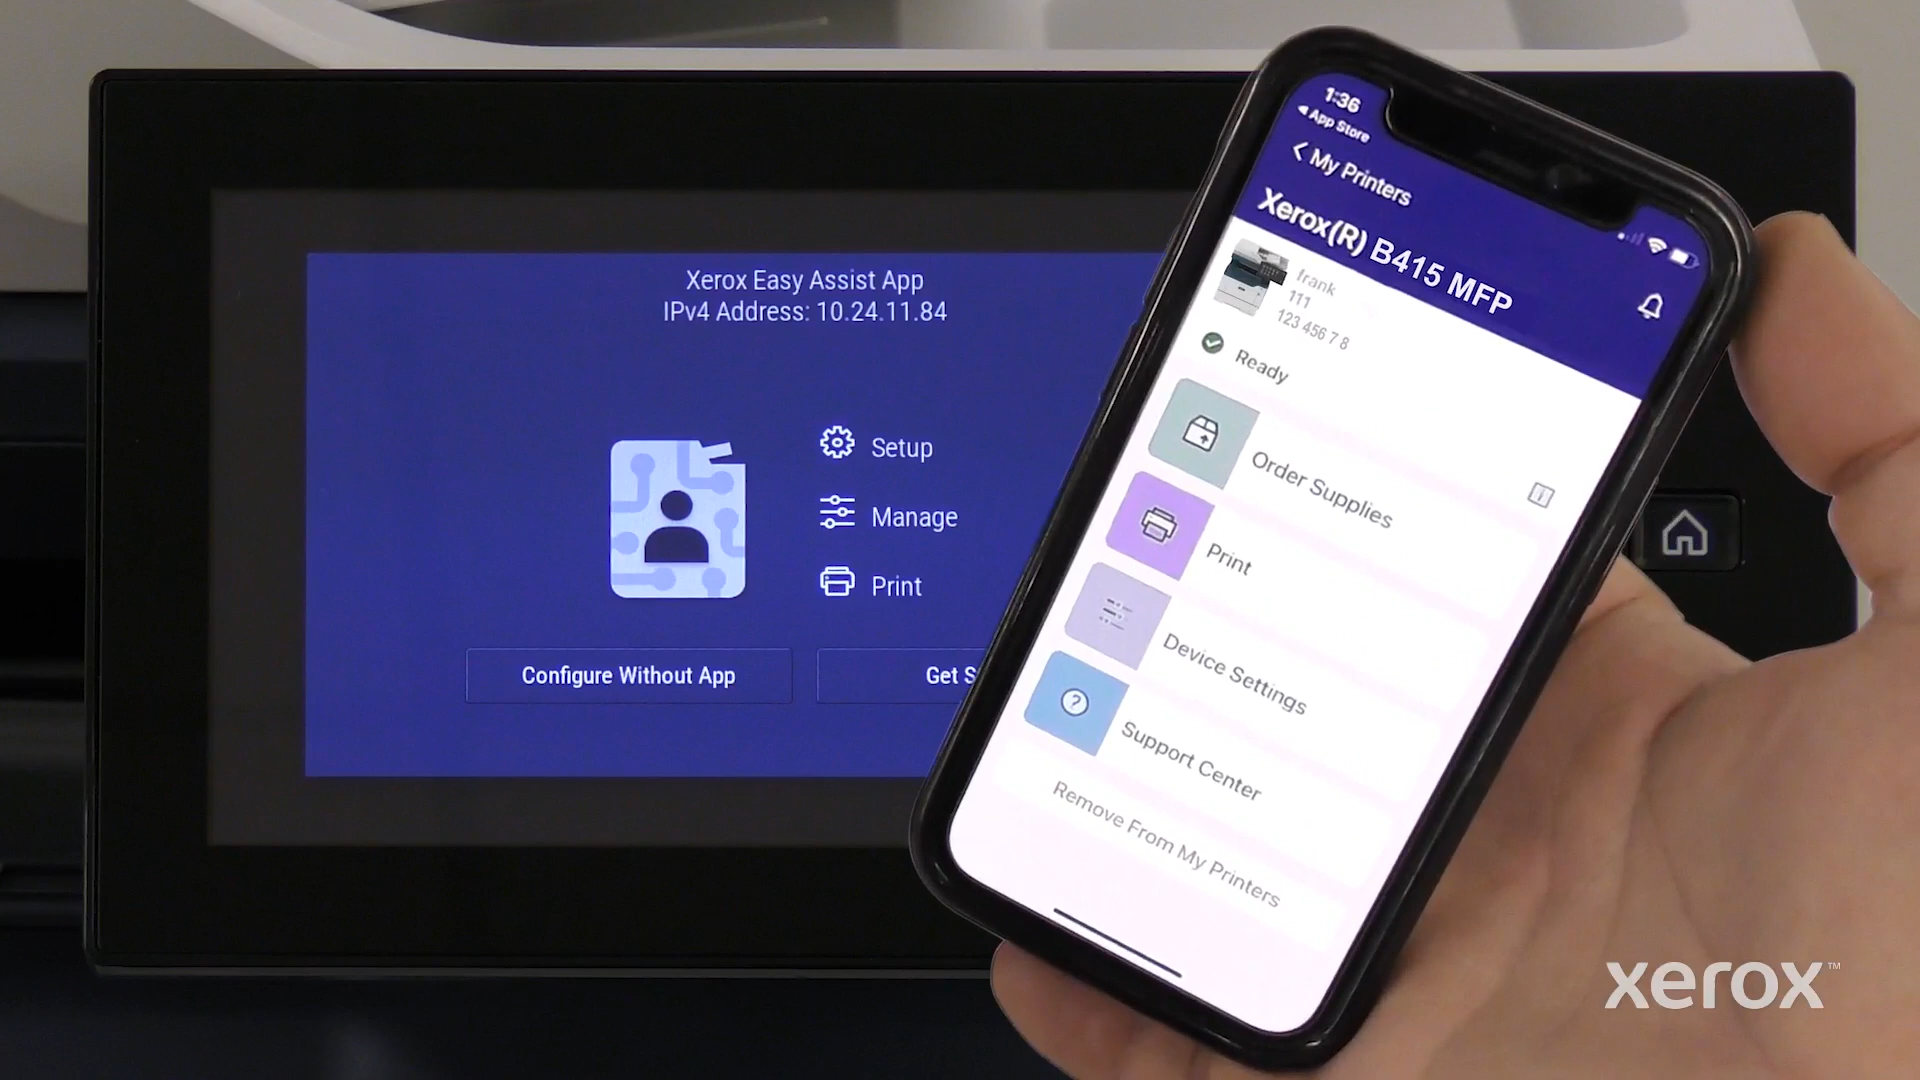 Xerox Easy Assist App
IPv4 Address: 10.24.11.84
Setup
Manage
Print
Configure Without App
Get S
1:36
App Store
My Printers
Xerox(R) B415 MFP
frank
111
123 456 7 8
Ready
Order Supplies
Print
Device Settings
Support Center
Remove From My Printers
xerox™